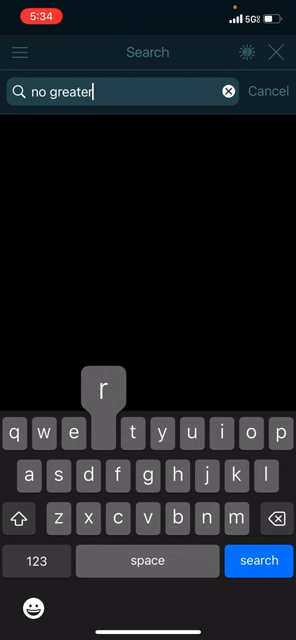 5:34
5G
Search
no greater
Cancel
r
q w e t y u i o p
a s d f g h j k l
z x c v b n m
123 space search